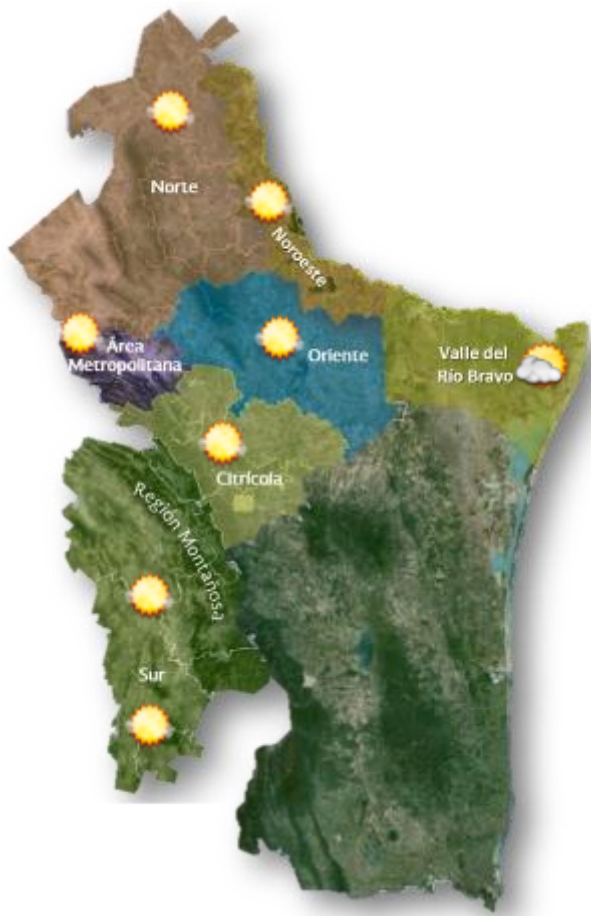 Norte
Noroeste
Área
Metropolitana
Oriente
Valle del
Río Bravo
Citrícola
Región Montañosa
Sur